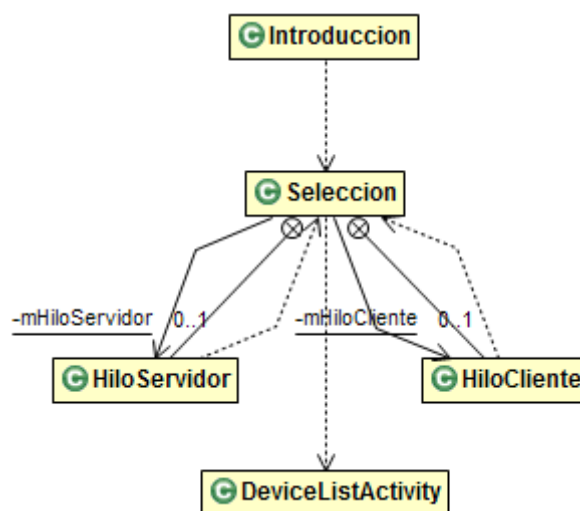 Introduccion
Seleccion
-mHiloServidor 0..1 -mHiloCliente 0..1
HiloServidor HiloCliente
DeviceListActivity